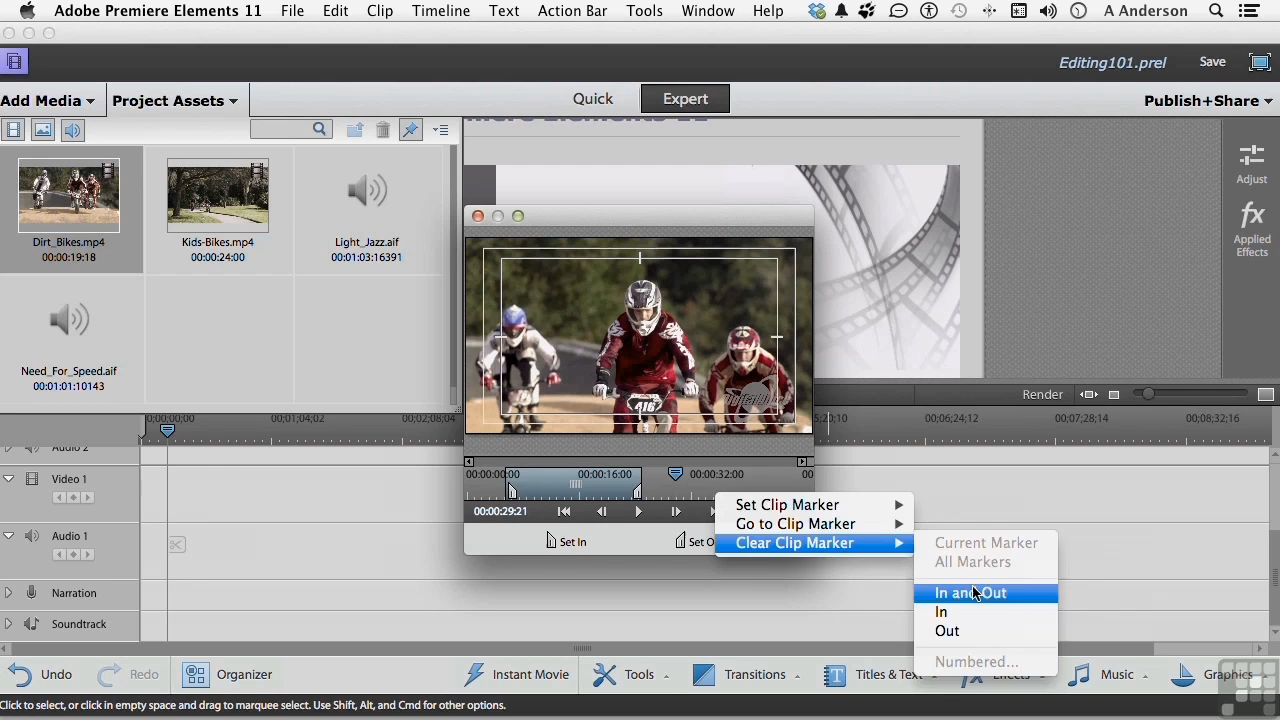 Adobe Premiere Elements 11 File Edit Clip Timeline Text Action Bar Tools Window Help A Anderson
Editing101.prel Save
Add Media Project Assets Quick Expert Publish+Share
Adjust
Applied Effects
Dirt_Bikes.mp4
00:00:19:18
Kids-Bikes.mp4
00:00:24:00
Light_Jazz.aif
00:01:03:16391
Need_For_Speed.aif
00:01:01:10143
416
Render
00;00;00;00 00;01;04;02 00;02;08;04 00;06;24;12 00;07;28;14 00;08;32;16
00:00:00:00 00:00:16:00 00:00:32:00 00
00:00:29:21
Set In
Set O
Set Clip Marker
Go to Clip Marker
Clear Clip Marker
Current Marker
All Markers
In and Out
In
Out
Numbered...
Audio 2
Video 1
Audio 1
Narration
Soundtrack
Undo Redo Organizer Instant Movie Tools Transitions Titles & Text Effects Music Graphics
Click to select, or click in empty space and drag to marquee select. Use Shift, Alt, and Cmd for other options.